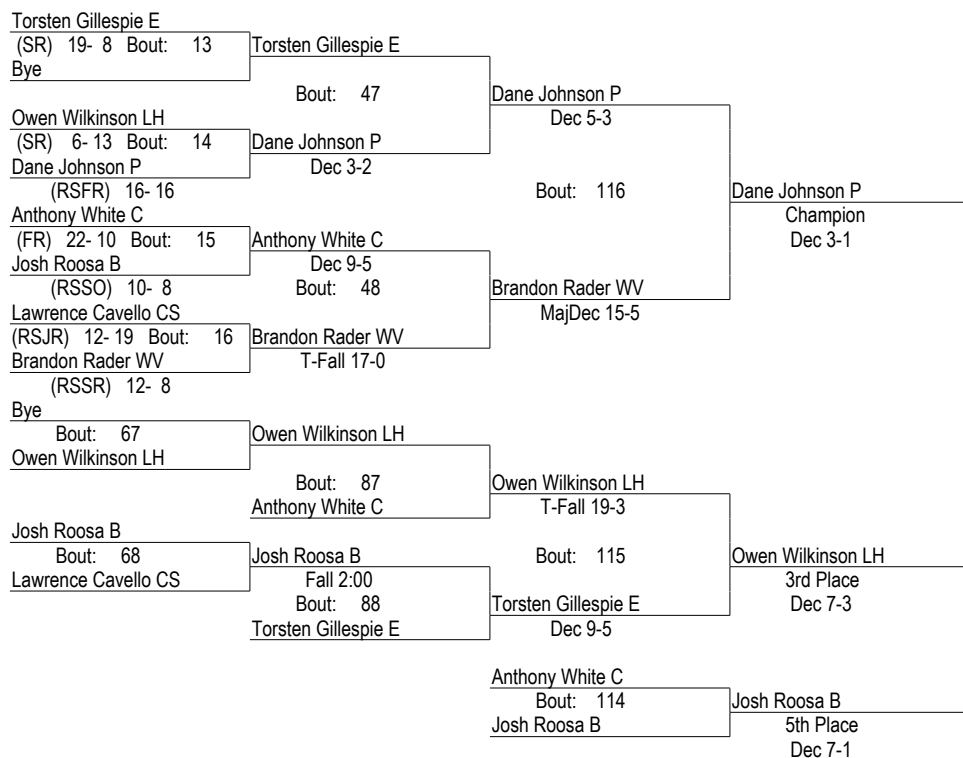 Torsten Gillespie E
(SR) 19- 8 Bout: 13
Torsten Gillespie E
Bye
Bout: 47
Dane Johnson P
Owen Wilkinson LH
Dec 5-3
(SR) 6- 13 Bout: 14
Dane Johnson P
Dane Johnson P
Dec 3-2
(RSFR) 16- 16
Bout: 116
Dane Johnson P
Anthony White C
Champion
(FR) 22- 10 Bout: 15
Anthony White C
Dec 3-1
Josh Roosa B
Dec 9-5
(RSSO) 10- 8
Bout: 48
Brandon Rader WV
Lawrence Cavello CS
MajDec 15-5
(RSJR) 12- 19 Bout: 16
Brandon Rader WV
Brandon Rader WV
T-Fall 17-0
(RSSR) 12- 8
Bye
Bout: 67
Owen Wilkinson LH
Owen Wilkinson LH
Bout: 87
Owen Wilkinson LH
Anthony White C
T-Fall 19-3
Josh Roosa B
Bout: 68
Josh Roosa B
Bout: 115
Owen Wilkinson LH
Lawrence Cavello CS
Fall 2:00
3rd Place
Bout: 88
Torsten Gillespie E
Dec 7-3
Torsten Gillespie E
Dec 9-5
Anthony White C
Bout: 114
Josh Roosa B
Josh Roosa B
5th Place
Dec 7-1